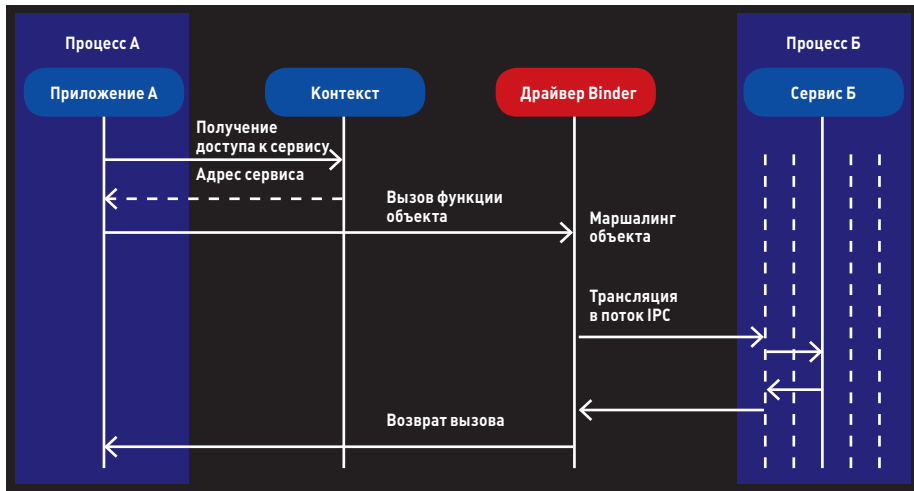 Процесс А
Процесс Б
Приложение А
Контекст
Драйвер Binder
Сервис Б
Получение
доступа к сервису
Адрес сервиса
Вызов функции
объекта
Маршалинг
объекта
Трансляция
в поток IPC
Возврат вызова